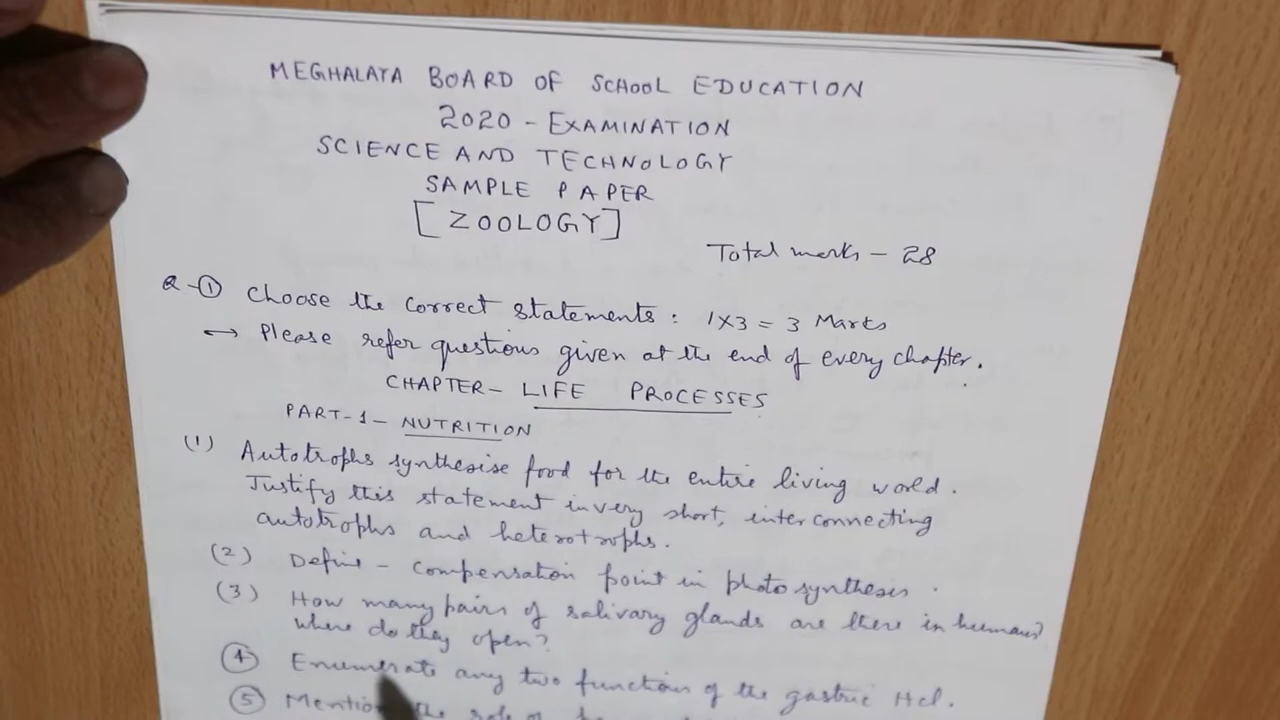 MEGHALAYA BOARD OF SCHOOL EDUCATION
2020 - EXAMINATION
SCIENCE AND TECHNOLOGY
SAMPLE PAPER
[ZOOLOGY]
Total marks - 28
Q-① Choose the correct statements: 1X3 = 3 Marks
→ Please refer questions given at the end of every chapter.
CHAPTER- LIFE PROCESSES
PART-1- NUTRITION
(1) Autotrophs synthesise food for the entire living world.
Justify this statement in very short, interconnecting
autotrophs and heterotrophs.
(2) Define - Compensation point in photosynthesis.
(3) How many pairs of salivary glands are there in humans?
Where do they open?
④ Enumerate any two functions of the gastric Hcl.
⑤ Mention the role of